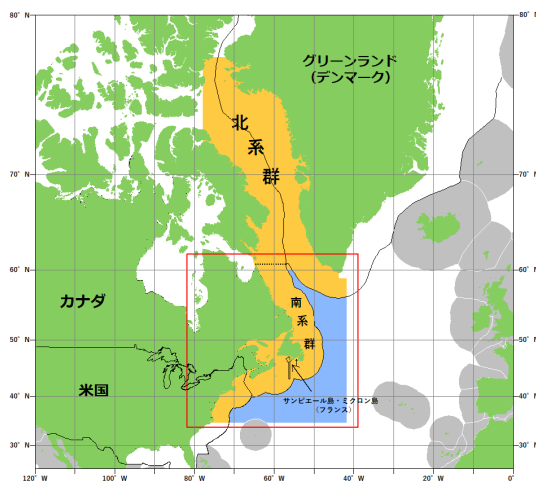 80° N
80° N
グリーンランド
(デンマーク)
北
系
群
70°
70°
60°
60°
カナダ
南
系
群
50°
50°
米国
サンピエール島・ミクロン島
(フランス)
40°
40°
30° N
30° N
120° W
100° W
80° W
60° W
40° W
20° W
0°